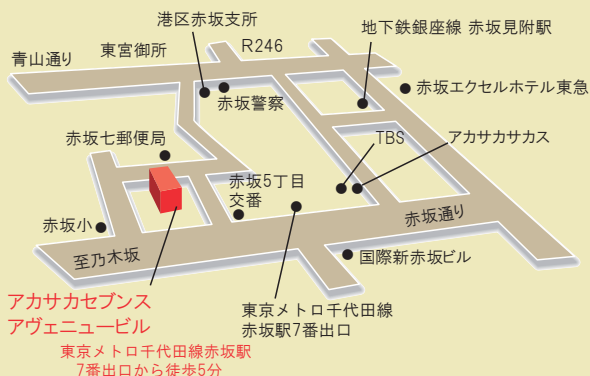 港区赤坂支所
東宮御所
R246
地下鉄銀座線 赤坂見附駅
青山通り
赤坂エクセルホテル東急
赤坂警察
赤坂七郵便局
TBS
アカサカサカス
赤坂5丁目
交番
赤坂小
赤坂通り
至乃木坂
国際新赤坂ビル
アカサカセブンス
アヴェニュービル
東京メトロ千代田線
赤坂駅7番出口
東京メトロ千代田線赤坂駅
7番出口から徒歩5分